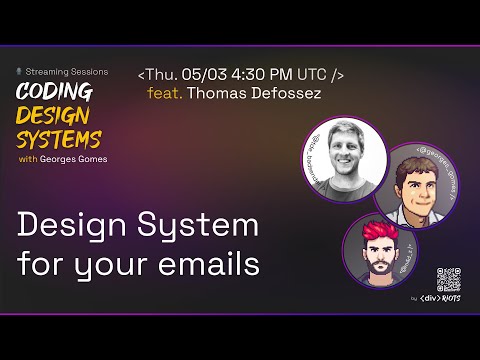 Streaming Sessions
CODING
DESIGN
SYSTEMS
with Georges Gomes
<Thu. 05/03 4:30 PM UTC />
feat. Thomas Defossez
<@georges_gomes />
Design System
for your emails
by <div>RIOTS